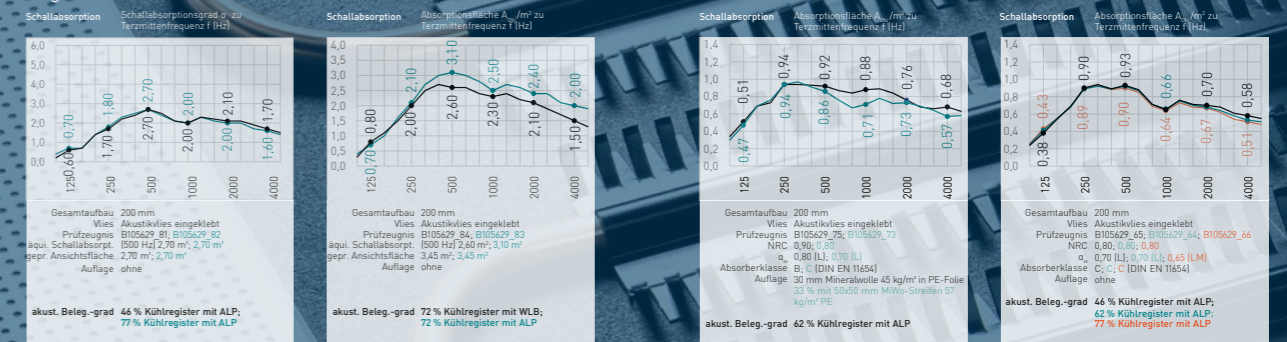 Schallabsorption
Schallabsorptionsgrad α zu
Terzmittenfrequenz f (Hz)
6,0
5,0
4,0
3,0
2,0
1,0
0,0
0,70
1,80
2,70
2,00
2,10
1,70
0,60
1,70
2,70
2,00
2,00
1,60
125
250
500
1000
2000
4000
Gesamtaufbau 200 mm
Vlies Akustikvlies eingeklebt
Prüfzeugnis B105629_81; B105629_82
äqui. Schallabsorpt. (500 Hz) 2,70 m²; 2,70 m²
gepr. Ansichtsfläche 2,70 m²; 2,70 m²
Auflage ohne
akust. Beleg.-grad 46 % Kühlregister mit ALP;
77 % Kühlregister mit ALP
Schallabsorption
Absorptionsfläche A /m² zu
Terzmittenfrequenz f (Hz)
4,0
3,5
3,0
2,5
2,0
1,5
1,0
0,5
0,0
0,80
2,10
3,10
2,50
2,40
2,00
0,70
2,00
2,60
2,30
2,10
1,50
125
250
500
1000
2000
4000
Gesamtaufbau 200 mm
Vlies Akustikvlies eingeklebt
Prüfzeugnis B105629_84; B105629_83
äqui. Schallabsorpt. (500 Hz) 2,60 m²; 3,10 m²
gepr. Ansichtsfläche 3,45 m²; 3,45 m²
Auflage ohne
akust. Beleg.-grad 72 % Kühlregister mit WLB;
72 % Kühlregister mit ALP
Schallabsorption
Absorptionsfläche A /m² zu
Terzmittenfrequenz f (Hz)
1,4
1,2
1,0
0,8
0,6
0,4
0,2
0,0
0,51
0,94
0,92
0,88
0,76
0,68
0,47
0,94
0,86
0,71
0,73
0,57
125
250
500
1000
2000
4000
Gesamtaufbau 200 mm
Vlies Akustikvlies eingeklebt
Prüfzeugnis B105629_75; B105629_73
NRC 0,90; 0,80
αw 0,80 (L); 0,70 (L)
Absorberklasse B; C (DIN EN 11654)
Auflage 30 mm Mineralwolle 45 kg/m³ in PE-Folie
33 % mit 50x50 mm MiWo-Streifen 57
kg/m³ PE
akust. Beleg.-grad 62 % Kühlregister mit ALP
Schallabsorption
Absorptionsfläche A /m² zu
Terzmittenfrequenz f (Hz)
1,4
1,2
1,0
0,8
0,6
0,4
0,2
0,0
0,43
0,90
0,93
0,66
0,70
0,58
0,38
0,89
0,90
0,64
0,67
0,51
125
250
500
1000
2000
4000
Gesamtaufbau 200 mm
Vlies Akustikvlies eingeklebt
Prüfzeugnis B105629_65; B105629_64; B105629_66
NRC 0,80; 0,80; 0,80
αw 0,70 (L); 0,70 (L); 0,65 (LM)
Absorberklasse C; C; C (DIN EN 11654)
Auflage ohne
akust. Beleg.-grad 46 % Kühlregister mit ALP;
62 % Kühlregister mit ALP;
77 % Kühlregister mit ALP